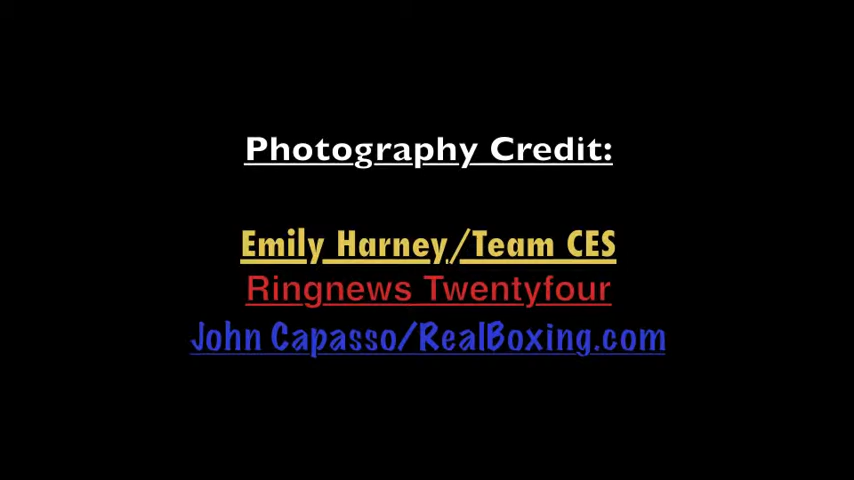 Photography Credit:
Emily Harney/Team CES
Ringnews Twentyfour
John Capasso/RealBoxing.com